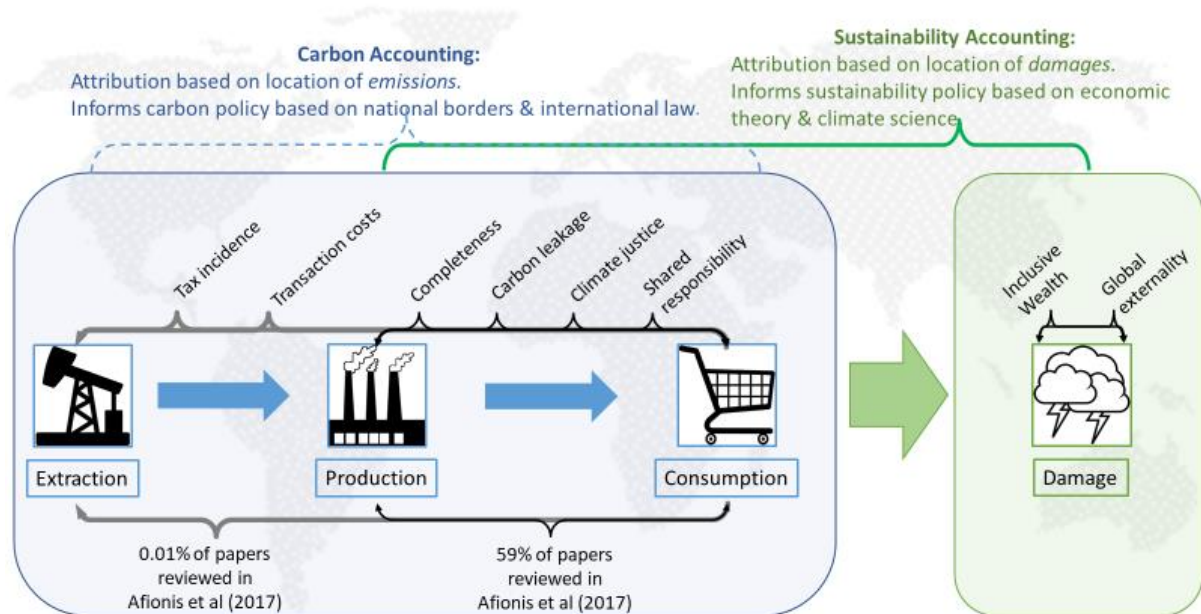 Carbon Accounting:
Attribution based on location of emissions.
Informs carbon policy based on national borders & international law.
Sustainability Accounting:
Attribution based on location of damages.
Informs sustainability policy based on economic
theory & climate science
Tax incidence
Transaction costs
Completeness
Carbon leakage
Climate justice
Shared
responsibility
Inclusive
Wealth
Global
externality
Extraction
Production
Consumption
Damage
0.01% of papers
reviewed in
Afionis et al (2017)
59% of papers
reviewed in
Afionis et al (2017)